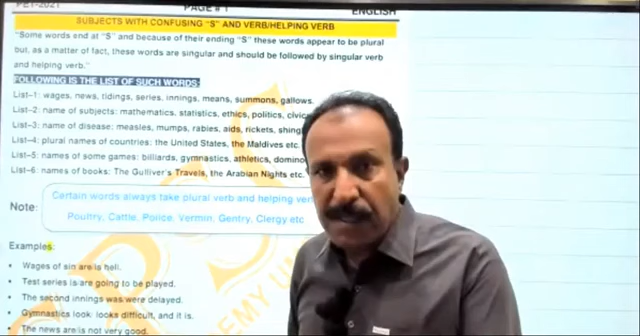 PET-2021 PAGE # 1 ENGLISH
SUBJECTS WITH CONFUSING "S" AND VERB/HELPING VERB
"Some words end at "S" and because of their ending "S" these words appear to be plural
but, as a matter of fact, these words are singular and should be followed by singular verb
and helping verb."
FOLLOWING IS THE LIST OF SUCH WORDS:
List-1: wages, news, tidings, series, innings, means, summons, gallows.
List-2: name of subjects: mathematics, statistics, ethics, politics,
List-3: name of disease: measles, mumps, rabies, aids, rickets,
List-4: plural names of countries: the United States, the Maldives etc.
List-5: names of some games: billiards, gymnastics, athletics,
List-6: names of books: The Gulliver's Travels, the Arabian Nights etc.
Note:
Certain words always take plural verb and helping
Poultry, Cattle, Police, Vermin, Gentry, Clergy etc
Examples:
• Wages of sin are is hell.
• Test series is are going to be played.
• The second innings was were delayed.
• Gymnastics look: looks difficult, and it is.
• The news are is not very good.